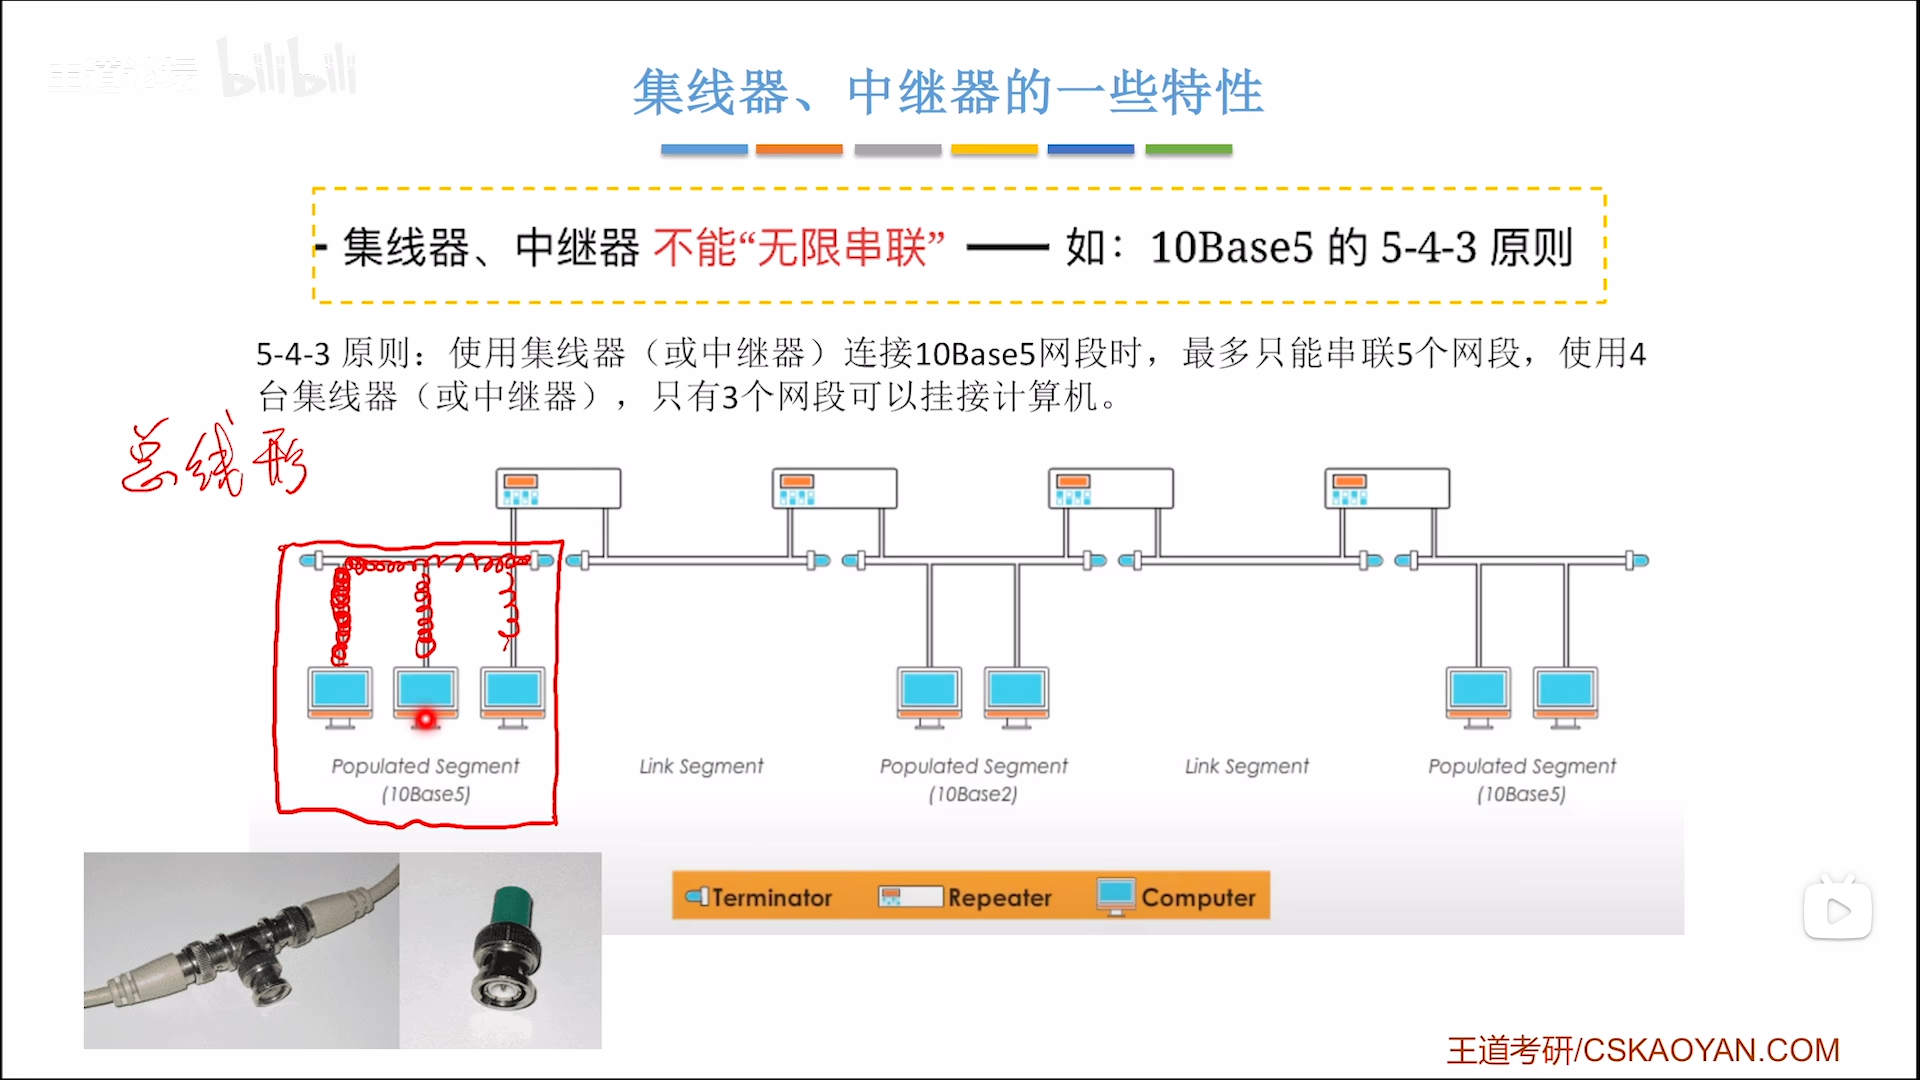 王道论坛 bilibili
集线器、中继器的一些特性
- 集线器、中继器 不能“无限串联” —— 如：10Base5 的 5-4-3 原则
5-4-3 原则：使用集线器（或中继器）连接10Base5网段时，最多只能串联5个网段，使用4
台集线器（或中继器），只有3个网段可以挂接计算机。
总线形
Populated Segment
(10Base5)
Link Segment
Populated Segment
(10Base2)
Link Segment
Populated Segment
(10Base5)
Terminator
Repeater
Computer
王道考研/CSKAOYAN.COM